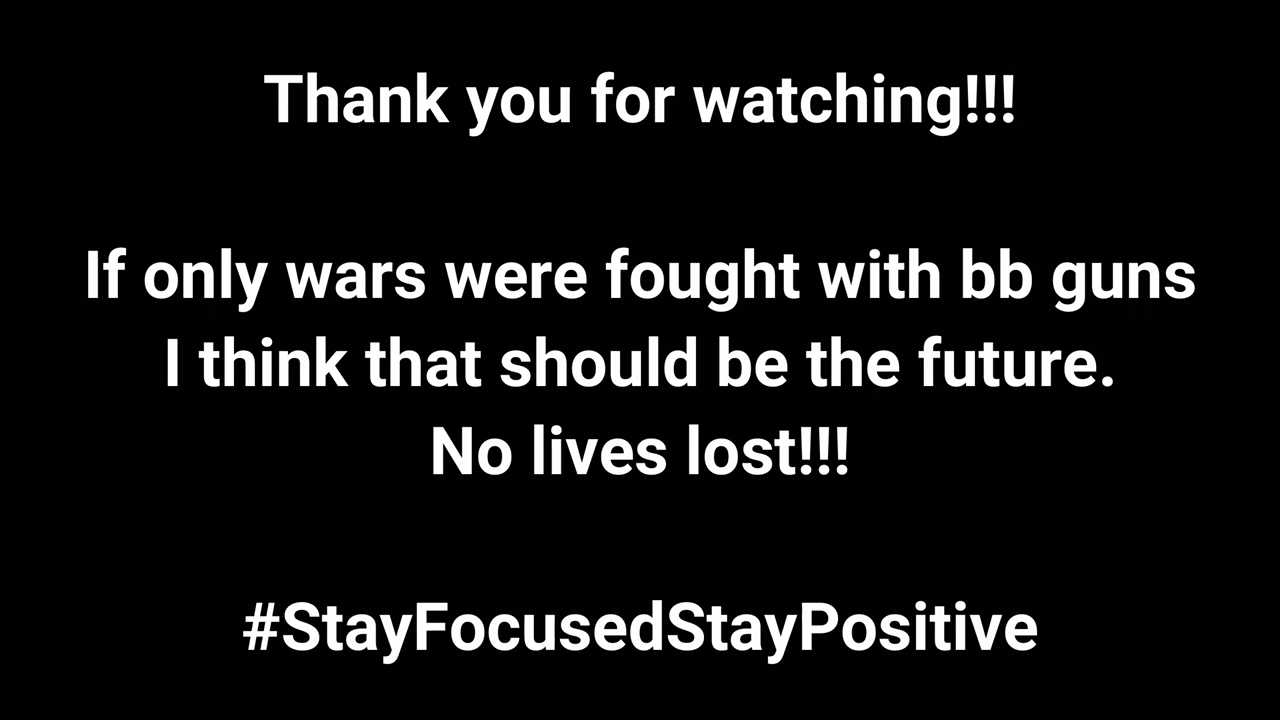 Thank you for watching!!!
If only wars were fought with bb guns
I think that should be the future.
No lives lost!!!
#StayFocusedStayPositive